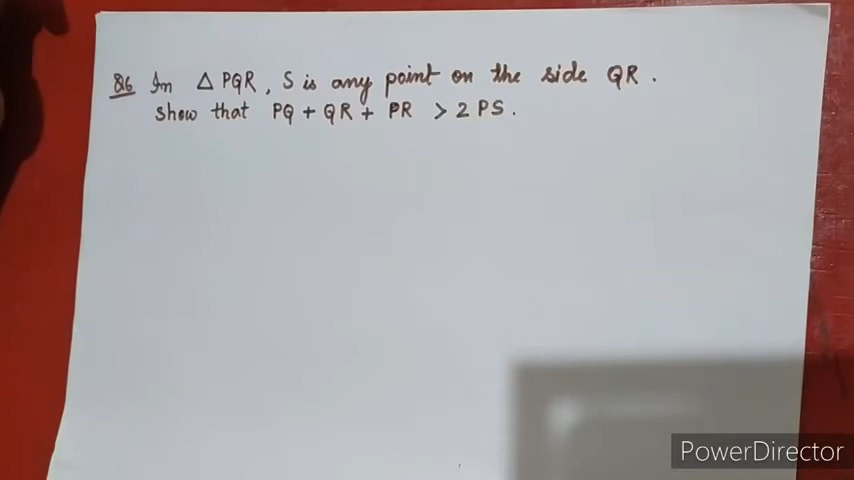 Q6 In △ PQR, S is any point on the side QR.
Show that PQ + QR + PR > 2 PS.
PowerDirector